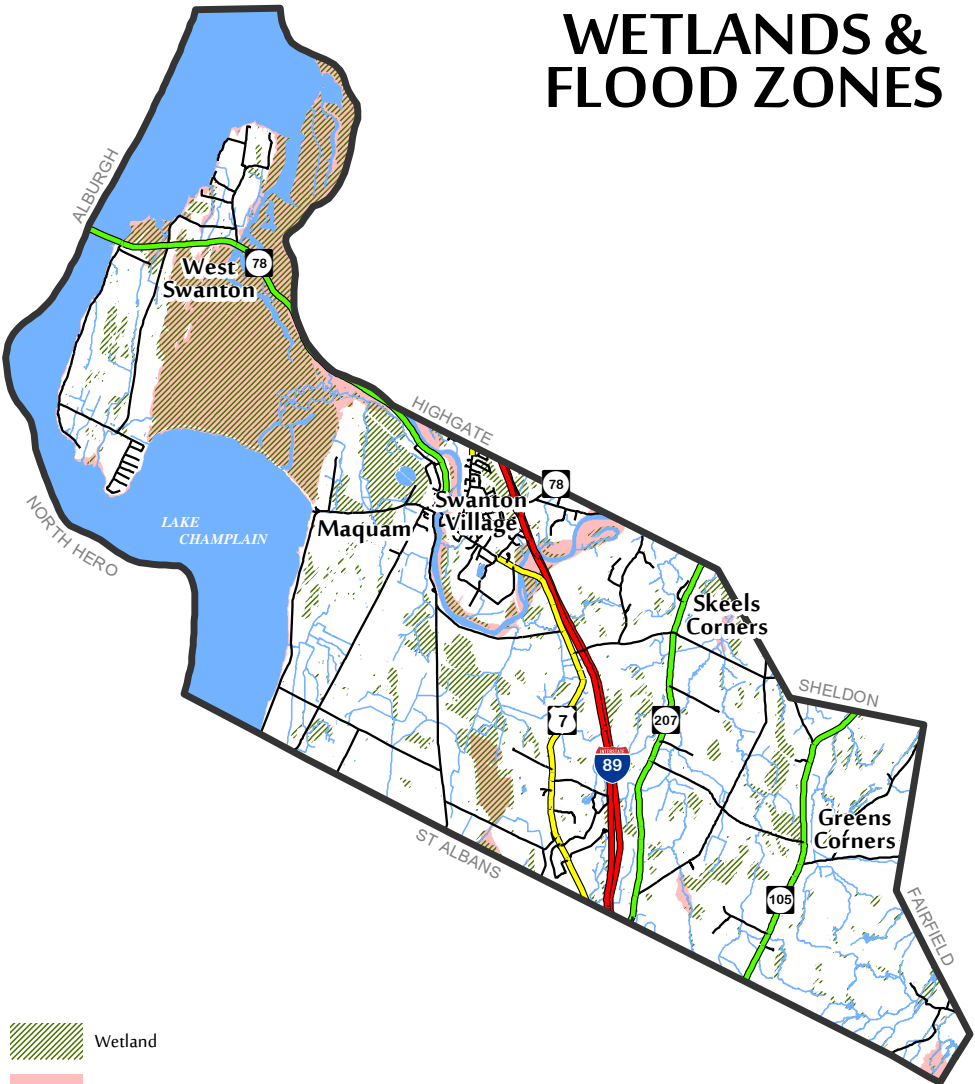 WETLANDS &
FLOOD ZONES
ALBURGH
78
West
Swanton
HIGHGATE
78
Swanton
Village
LAKE
CHAMPLAIN
Maquam
NORTH HERO
Skeels
Corners
SHELDON
7
207
INTERSTATE
89
Greens
Corners
ST ALBANS
105
FAIRFIELD
Wetland